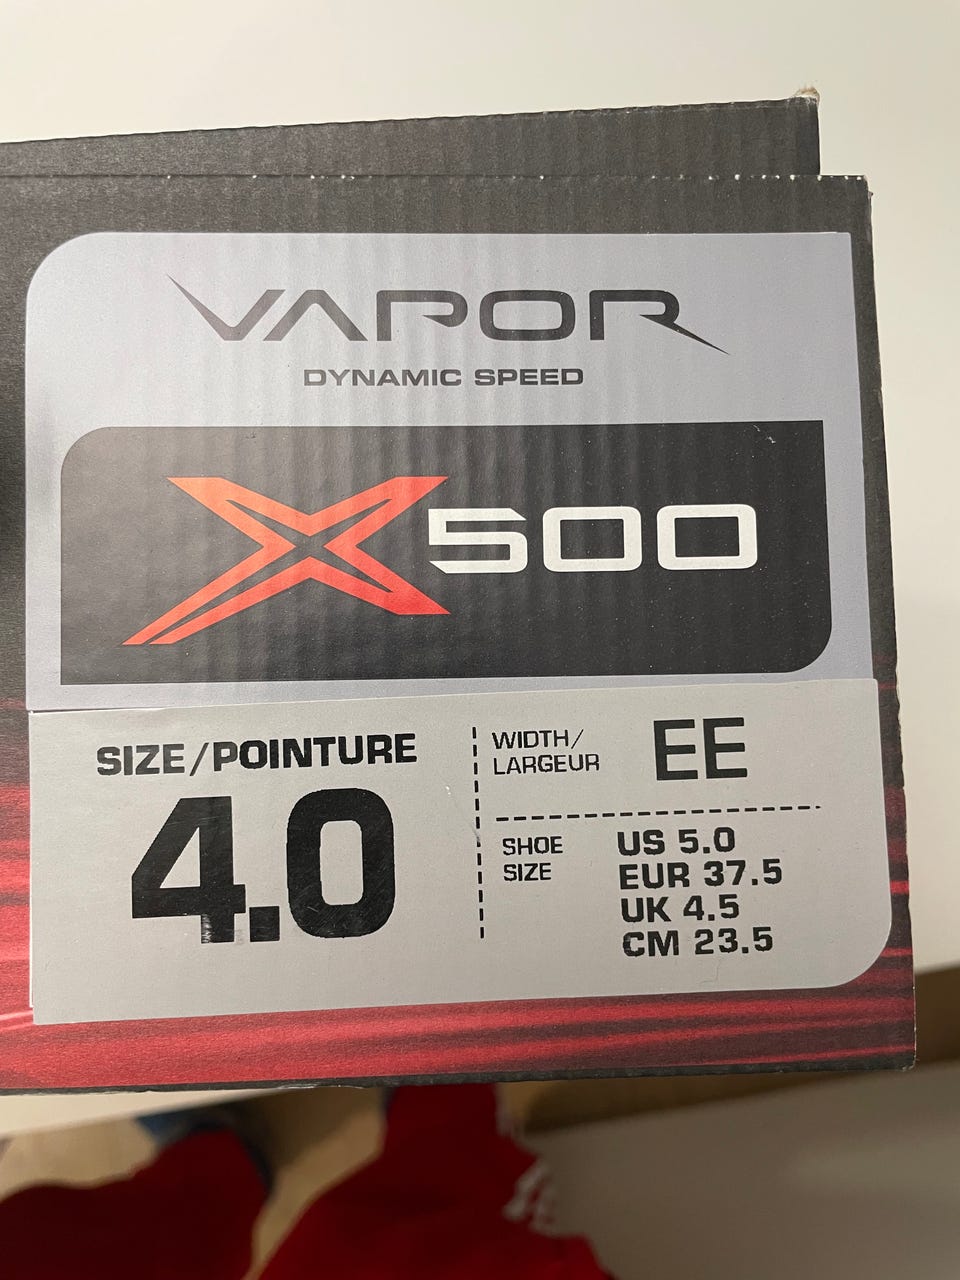 VAPOR
DYNAMIC SPEED
X500
SIZE/POINTURE
4.0
WIDTH/
LARGEUR
EE
SHOE
SIZE
US 5.0
EUR 37.5
UK 4.5
CM 23.5